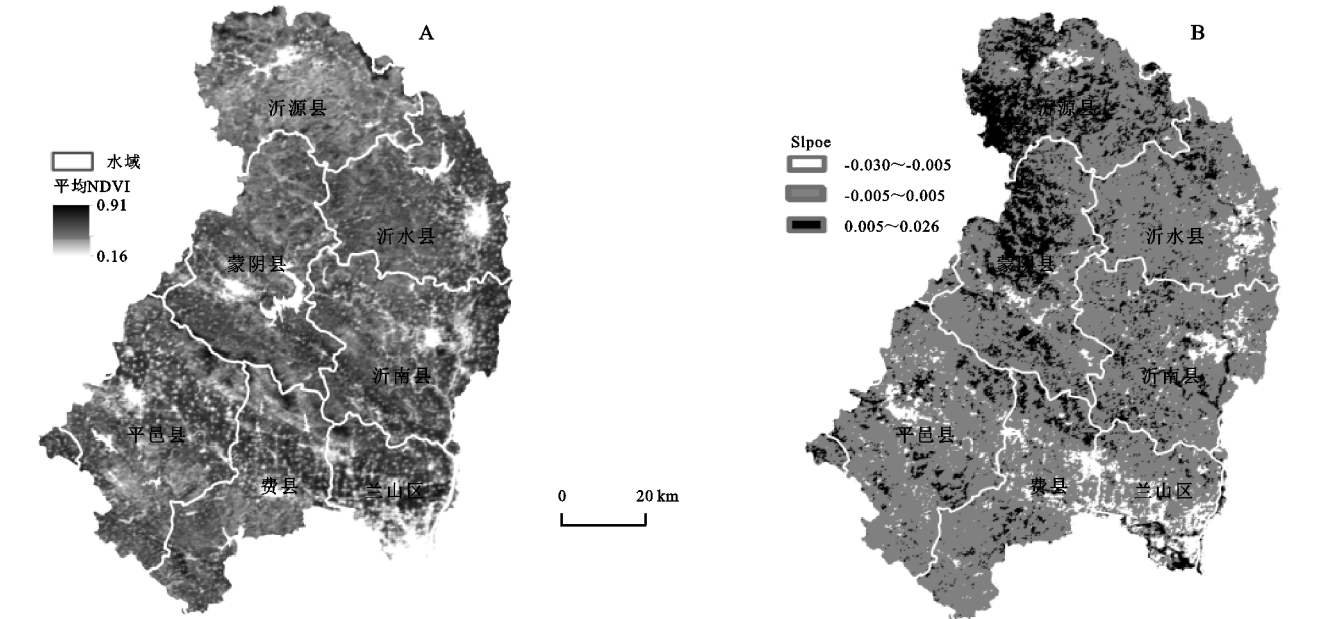 A
沂源县
水域
平均NDVI
0.91
0.16
沂水县
蒙阴县
沂南县
平邑县
费县
兰山区
0 20 km
B
沂源县
Slpoe
-0.030～-0.005
-0.005～0.005
0.005～0.026
沂水县
蒙阴县
沂南县
平邑县
费县
兰山区